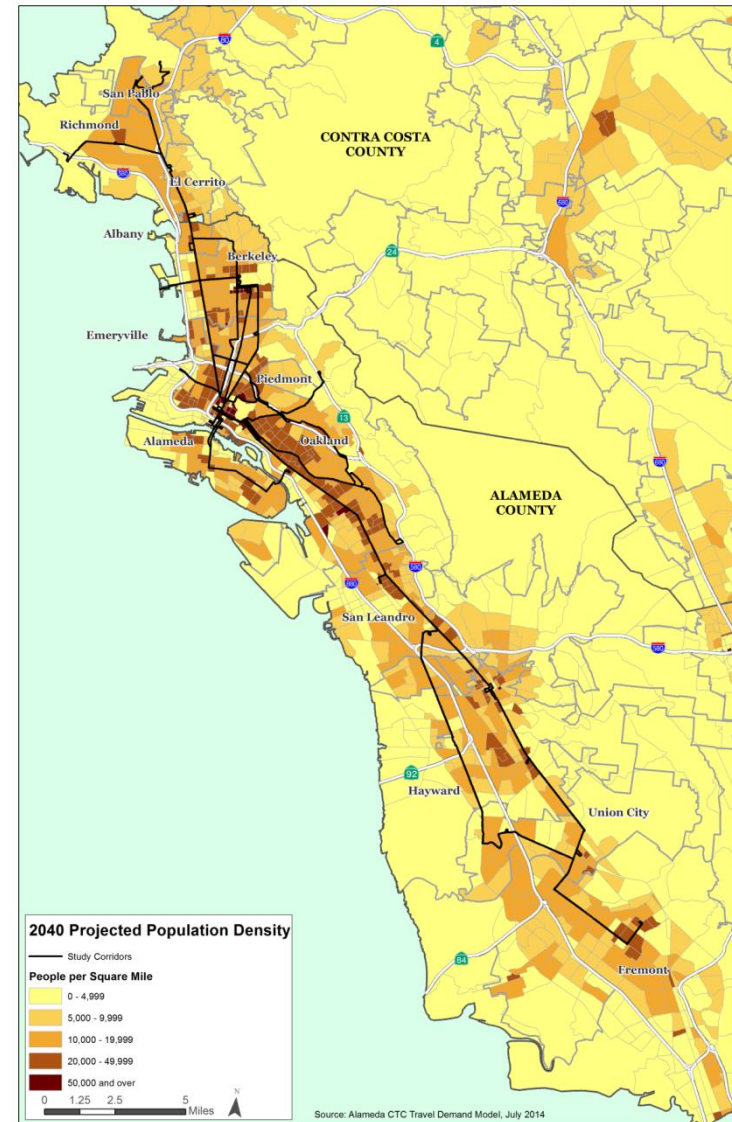 80
4
San Pablo
Richmond
CONTRA COSTA
COUNTY
580
El Cerrito
680
Albany
24
Berkeley
Emeryville
Piedmont
13
Alameda
Oakland
680
ALAMEDA
COUNTY
580
880
San Leandro
580
92
Hayward
Union City
84
Fremont
2040 Projected Population Density
Study Corridors
People per Square Mile
0 - 4,999
5,000 - 9,999
10,000 - 19,999
20,000 - 49,999
50,000 and over
0 1.25 2.5 5
Miles
N
Source: Alameda CTC Travel Demand Model, July 2014